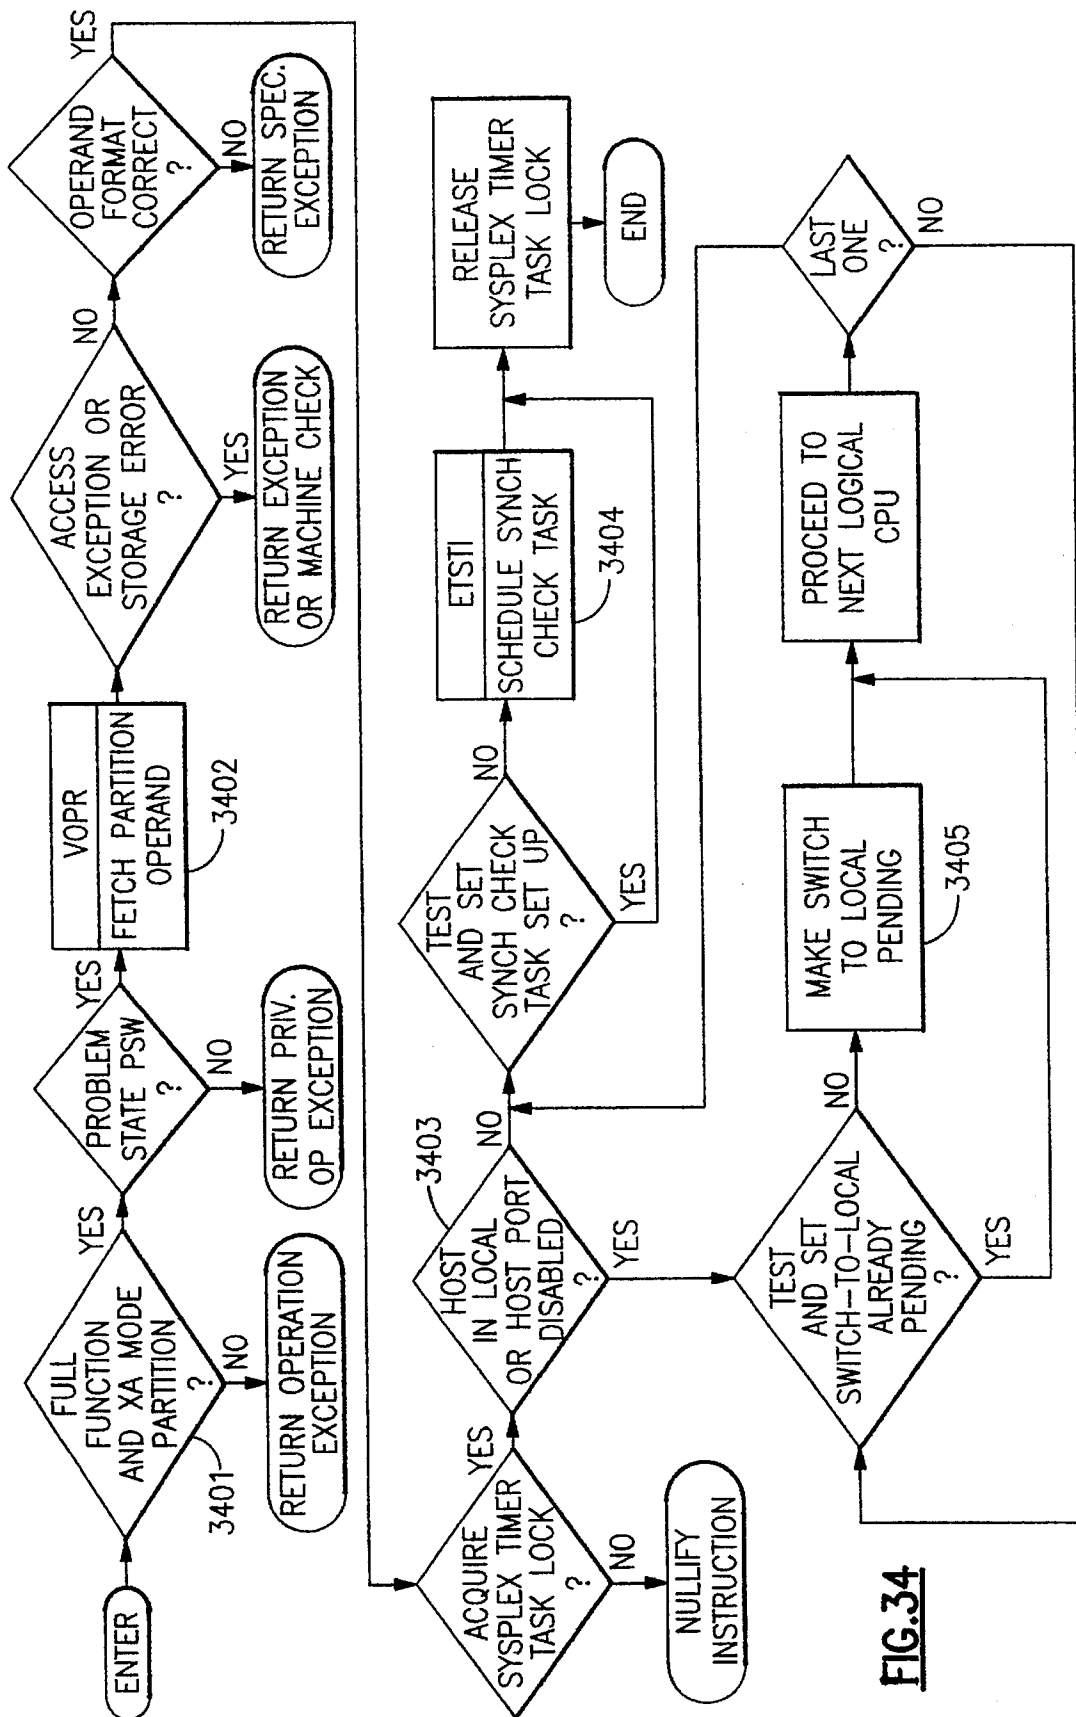 ENTER
FULL
FUNCTION
AND XA MODE
PARTITION
?
3401
YES
NO
RETURN OPERATION
EXCEPTION
PROBLEM
STATE PSW
?
YES
NO
RETURN PRIV.
OP EXCEPTION
VOPR
FETCH PARTITION
OPERAND
3402
ACCESS
EXCEPTION OR
STORAGE ERROR
?
NO
YES
RETURN EXCEPTION
OR MACHINE CHECK
OPERAND
FORMAT
CORRECT
?
YES
NO
RETURN SPEC.
EXCEPTION
ACQUIRE
SYSPLEX TIMER
TASK LOCK
?
YES
NO
NULLIFY
INSTRUCTION
HOST
IN LOCAL
OR HOST PORT
DISABLED
?
3403
NO
YES
TEST
AND SET
SYNCH CHECK
TASK SET UP
?
NO
YES
ETSTI
SCHEDULE SYNCH
CHECK TASK
3404
RELEASE
SYSPLEX TIMER
TASK LOCK
END
TEST
AND SET
SWITCH-TO-LOCAL
ALREADY
PENDING
?
NO
YES
MAKE SWITCH
TO LOCAL
PENDING
3405
PROCEED TO
NEXT LOGICAL
CPU
LAST
ONE
?
NO
FIG.34